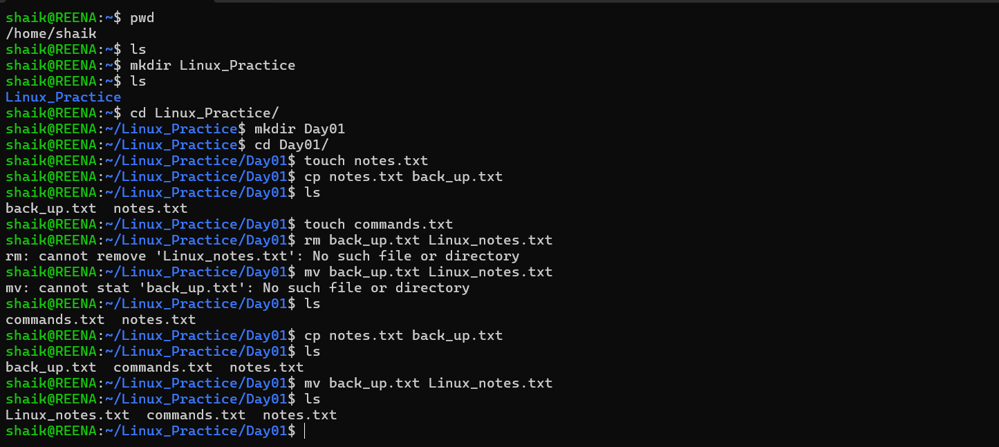 shaik@REENA:~$ pwd
/home/shaik
shaik@REENA:~$ ls
shaik@REENA:~$ mkdir Linux_Practice
shaik@REENA:~$ ls
Linux_Practice
shaik@REENA:~$ cd Linux_Practice/
shaik@REENA:~/Linux_Practice$ mkdir Day01
shaik@REENA:~/Linux_Practice$ cd Day01/
shaik@REENA:~/Linux_Practice/Day01$ touch notes.txt
shaik@REENA:~/Linux_Practice/Day01$ cp notes.txt back_up.txt
shaik@REENA:~/Linux_Practice/Day01$ ls
back_up.txt  notes.txt
shaik@REENA:~/Linux_Practice/Day01$ touch commands.txt
shaik@REENA:~/Linux_Practice/Day01$ rm back_up.txt Linux_notes.txt
rm: cannot remove 'Linux_notes.txt': No such file or directory
shaik@REENA:~/Linux_Practice/Day01$ mv back_up.txt Linux_notes.txt
mv: cannot stat 'back_up.txt': No such file or directory
shaik@REENA:~/Linux_Practice/Day01$ ls
commands.txt  notes.txt
shaik@REENA:~/Linux_Practice/Day01$ cp notes.txt back_up.txt
shaik@REENA:~/Linux_Practice/Day01$ ls
back_up.txt  commands.txt  notes.txt
shaik@REENA:~/Linux_Practice/Day01$ mv back_up.txt Linux_notes.txt
shaik@REENA:~/Linux_Practice/Day01$ ls
Linux_notes.txt  commands.txt  notes.txt
shaik@REENA:~/Linux_Practice/Day01$